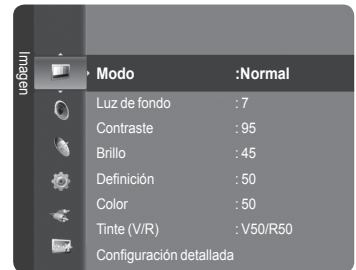 Imagen
Modo :Normal
Luz de fondo : 7
Contraste : 95
Brillo : 45
Definición : 50
Color : 50
Tinte (V/R) : V50/R50
Configuración detallada